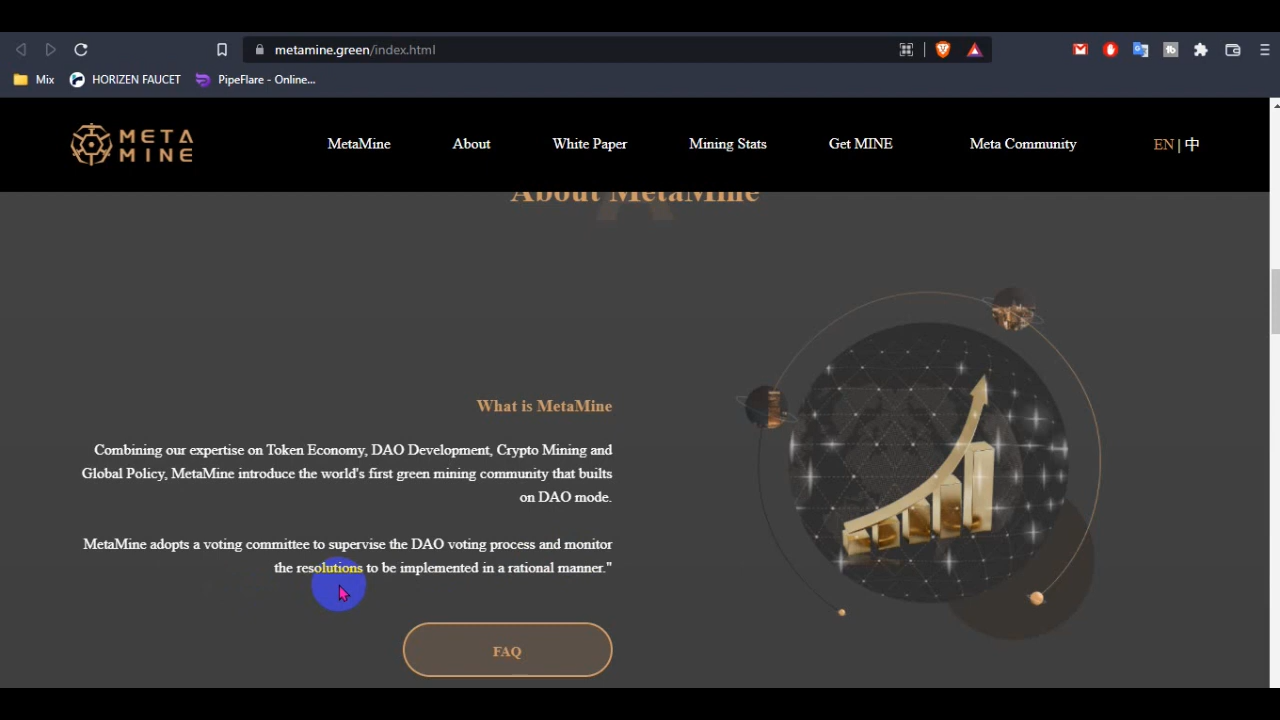 metamine.green/index.html
Mix HORIZEN FAUCET PipeFlare - Online...
META
MINE
MetaMine About White Paper Mining Stats Get MINE Meta Community EN | 中
About MetaMine
What is MetaMine
Combining our expertise on Token Economy, DAO Development, Crypto Mining and
Global Policy, MetaMine introduce the world's first green mining community that builts
on DAO mode.
MetaMine adopts a voting committee to supervise the DAO voting process and monitor
the resolutions to be implemented in a rational manner."
FAQ